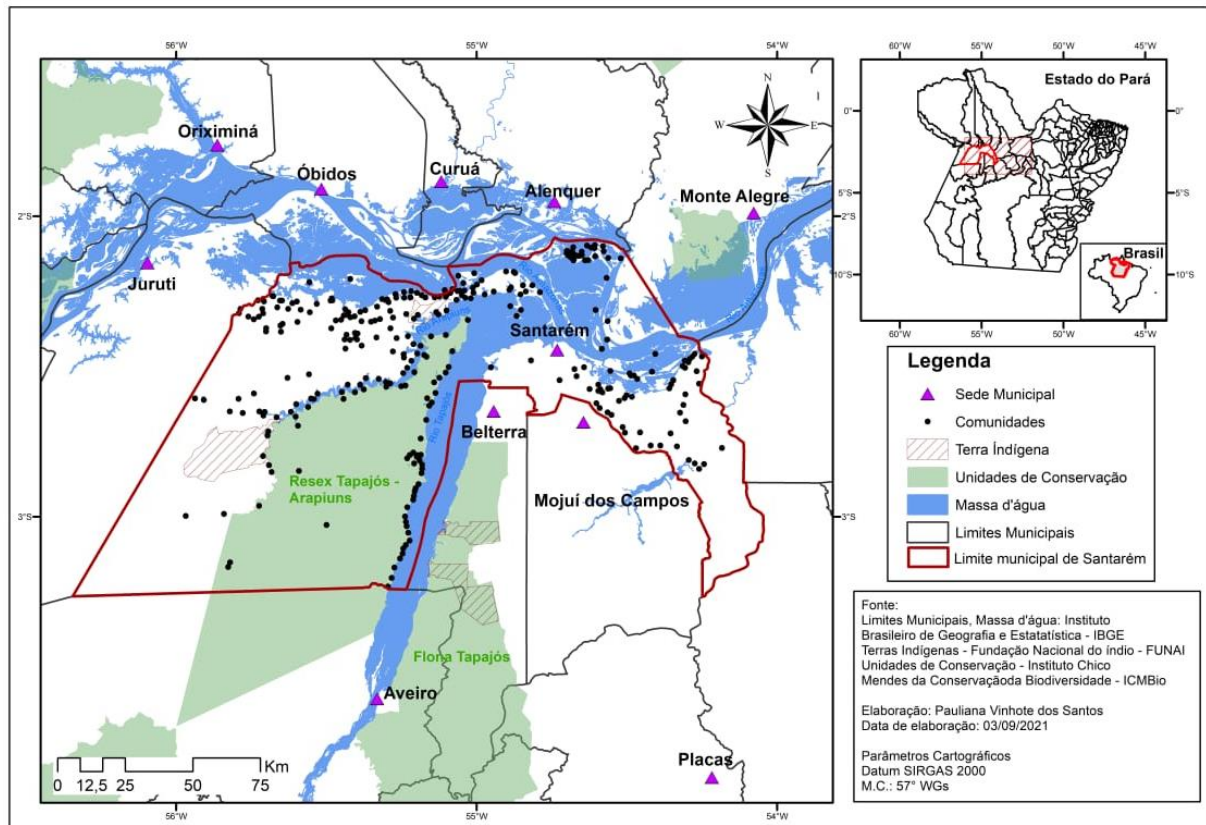 56°W
55°W
54°W
Oriximiná
Óbidos
Curuá
Alenquer
Monte Alegre
2°S
2°S
Juruti
Santarém
Rio Tapajós
Belterra
Resex Tapajós -
Arapiuns
Mojuí dos Campos
3°S
3°S
Flona Tapajós
Aveiro
Placas
Km
0 12,5 25 50 75
56°W
55°W
54°W
N
W
E
S
60°W
55°W
50°W
45°W
Estado do Pará
0°
0°
5°S
5°S
10°S
10°S
Brasil
60°W
55°W
50°W
45°W
Legenda
Sede Municipal
Comunidades
Terra Índígena
Unidades de Conservação
Massa d'água
Limites Municipais
Limite municipal de Santarém
Fonte:
Limites Municipais, Massa d'água: Instituto
Brasileiro de Geografia e Estatatística - IBGE
Terras Indígenas - Fundação Nacional do índio - FUNAI
Unidades de Conservação - Instituto Chico
Mendes da Conservaçãoda Biodiversidade - ICMBio
Elaboração: Pauliana Vinhote dos Santos
Data de elaboração: 03/09/2021
Parâmetros Cartográficos
Datum SIRGAS 2000
M.C.: 57° WGs